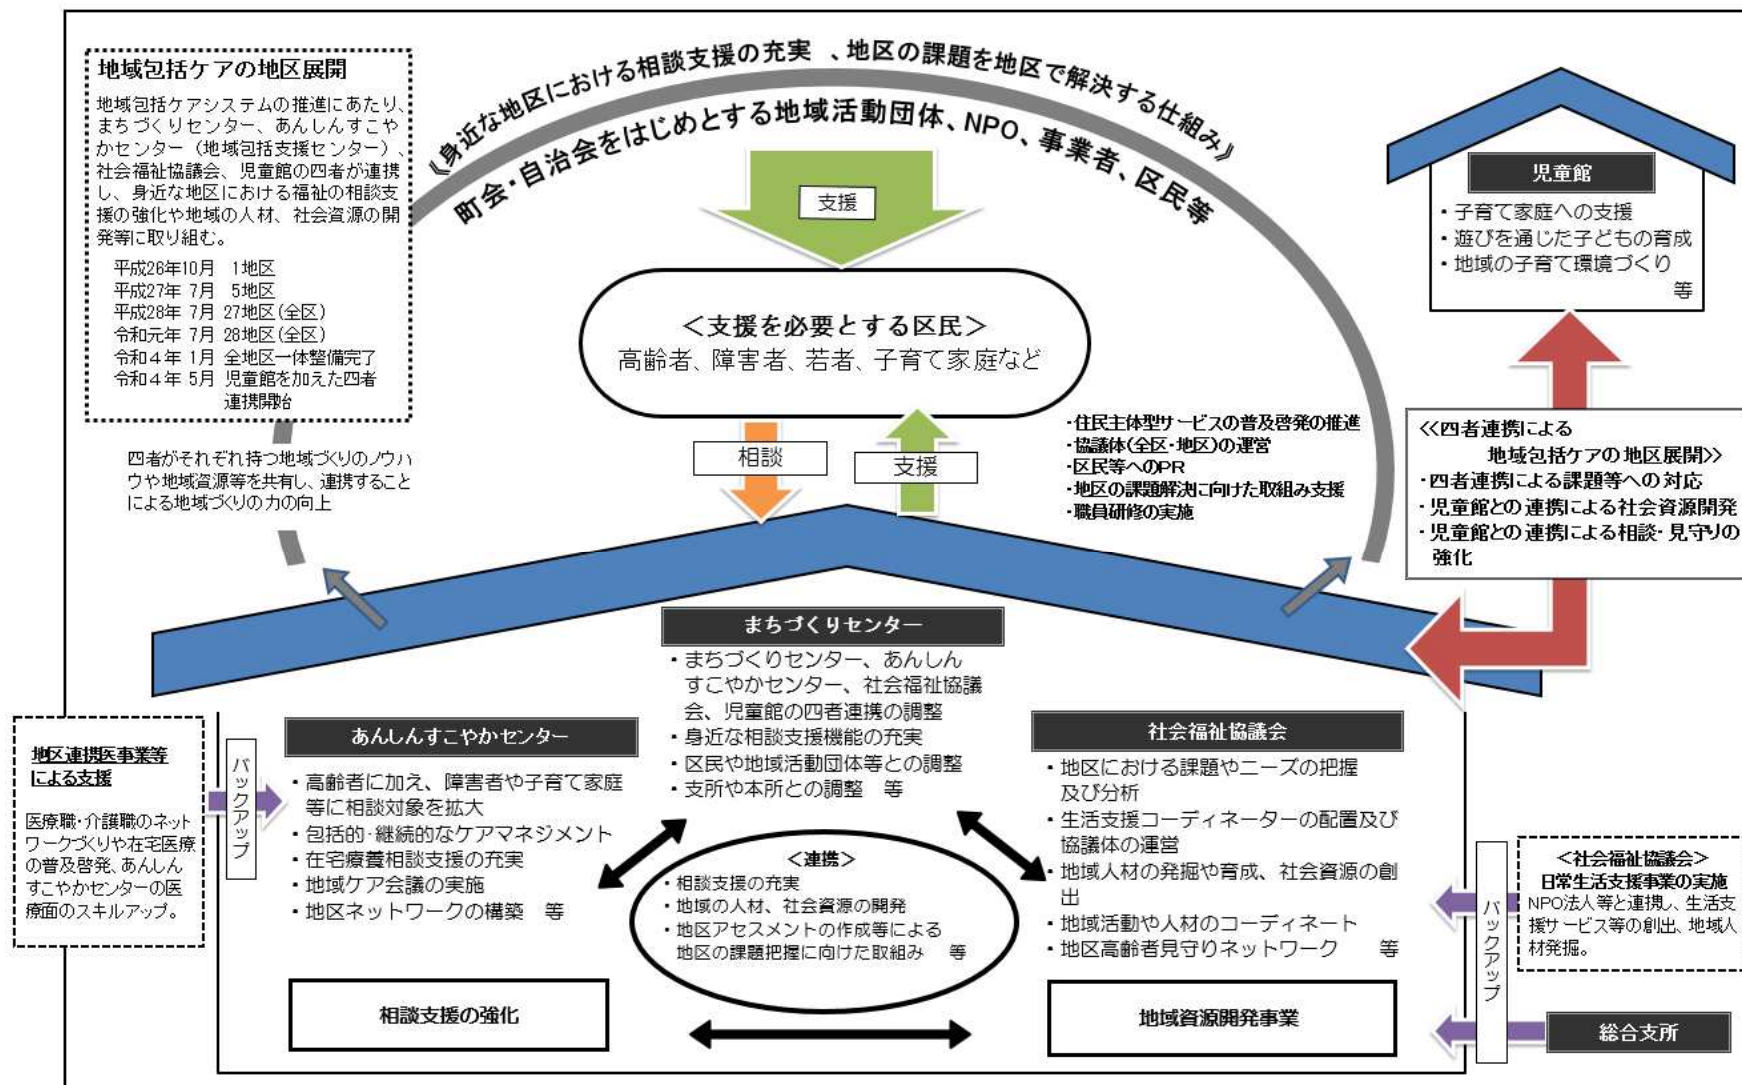 地域包括ケアの地区展開
地域包括ケアシステムの推進にあたり、
まちづくりセンター、あんしんすこや
かセンター（地域包括支援センター）、
社会福祉協議会、児童館の四者が連携
し、身近な地区における福祉の相談支
援の強化や地域の人材、社会資源の開
発等に取り組む。
平成26年10月　1地区
平成27年 7月　5地区
平成28年 7月 27地区(全区)
令和元年 7月 28地区(全区)
令和４年 1月 全地区一体整備完了
令和４年 5月 児童館を加えた四者
連携開始
四者がそれぞれ持つ地域づくりのノウハ
ウや地域資源等を共有し、連携すること
による地域づくりの力の向上
《身近な地区における相談支援の充実 、地区の課題を地区で解決する仕組み》
町会・自治会をはじめとする地域活動団体、NPO、事業者、区民等
支援
＜支援を必要とする区民＞
高齢者、障害者、若者、子育て家庭など
相談
支援
・住民主体型サービスの普及啓発の推進
・協議体(全区・地区)の運営
・区民等へのPR
・地区の課題解決に向けた取組み支援
・職員研修の実施
児童館
・子育て家庭への支援
・遊びを通じた子どもの育成
・地域の子育て環境づくり
等
≪四者連携による
地域包括ケアの地区展開≫
・四者連携による課題等への対応
・児童館との連携による社会資源開発
・児童館との連携による相談・見守りの
強化
まちづくりセンター
・まちづくりセンター、あんしん
すこやかセンター、社会福祉協議
会、児童館の四者連携の調整
・身近な相談支援機能の充実
・区民や地域活動団体等との調整
・支所や本所との調整　等
地区連携医事業等
による支援
医療職・介護職のネット
ワークづくりや在宅医療
の普及啓発、あんしん
すこやかセンターの医
療面のスキルアップ。
バックアップ
あんしんすこやかセンター
・高齢者に加え、障害者や子育て家庭
等に相談対象を拡大
・包括的・継続的なケアマネジメント
・在宅療養相談支援の充実
・地域ケア会議の実施
・地区ネットワークの構築　等
相談支援の強化
＜連携＞
・相談支援の充実
・地域の人材、社会資源の開発
・地区アセスメントの作成等による
地区の課題把握に向けた取組み　等
社会福祉協議会
・地区における課題やニーズの把握
及び分析
・生活支援コーディネーターの配置及び
協議体の運営
・地域人材の発掘や育成、社会資源の創
出
・地域活動や人材のコーディネート
・地区高齢者見守りネットワーク　　等
地域資源開発事業
バックアップ
＜社会福祉協議会＞
日常生活支援事業の実施
NPO法人等と連携し、生活支
援サービス等の創出、地域人
材発掘。
総合支所